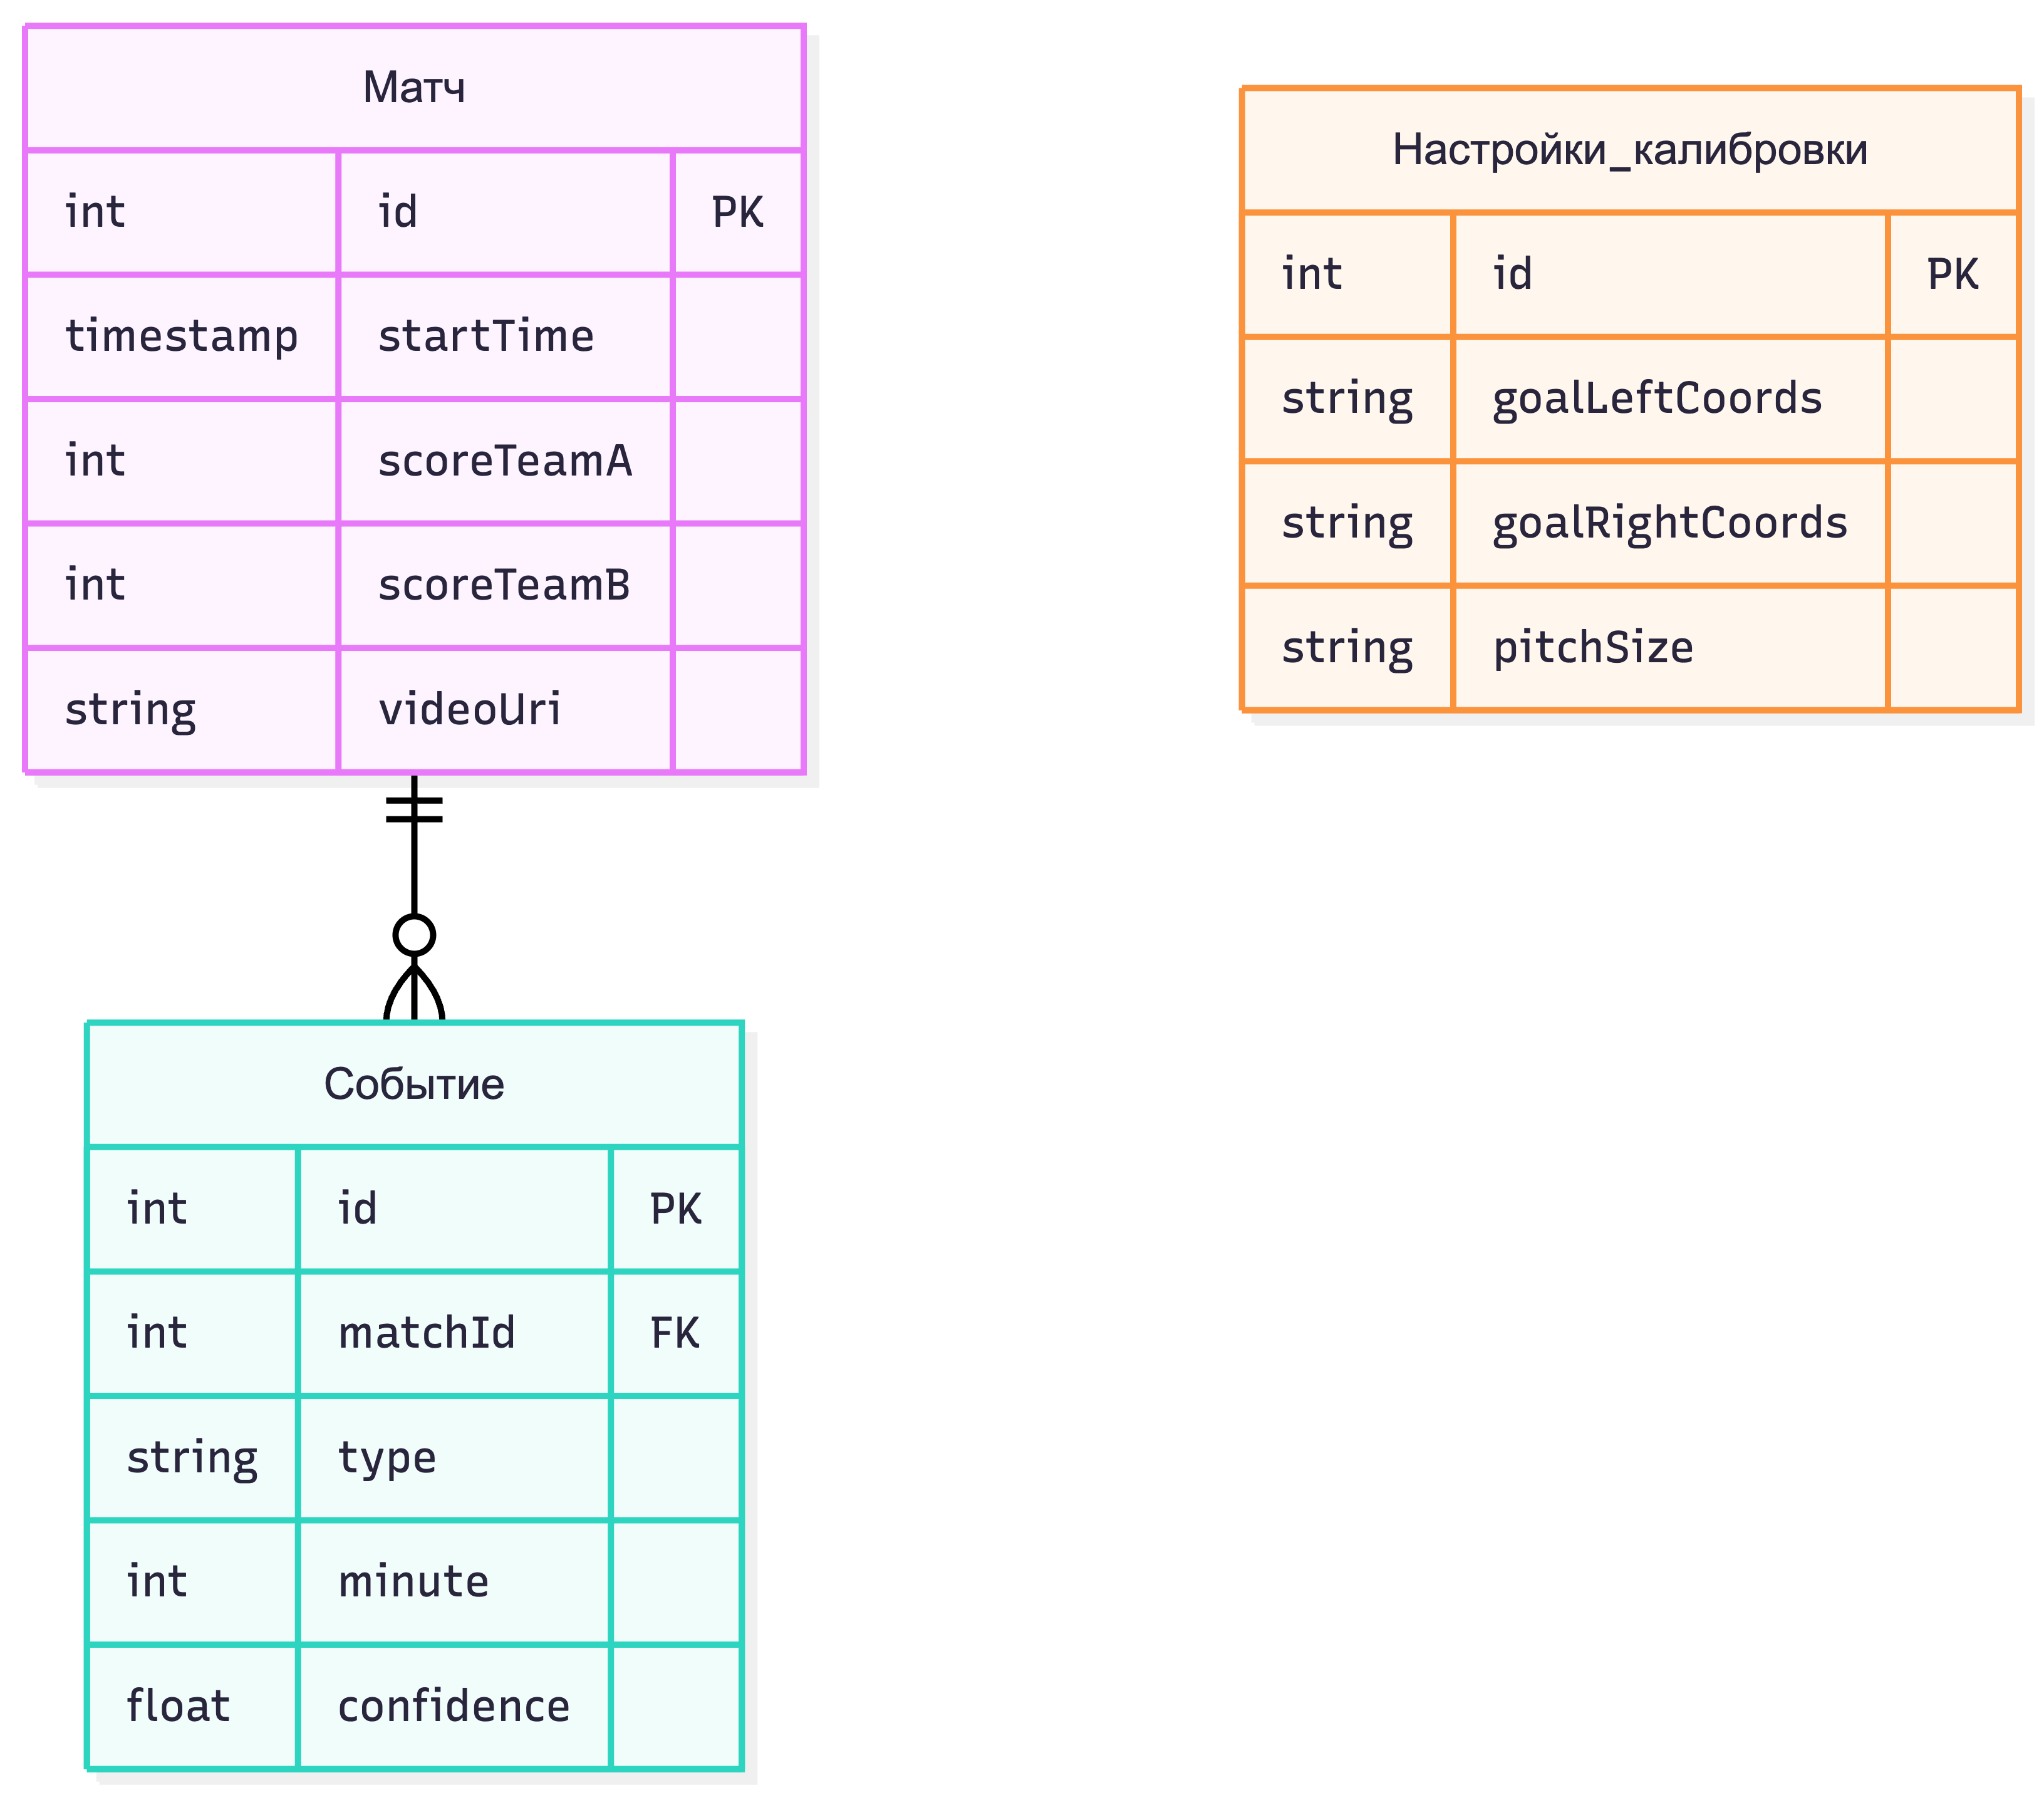 Матч
int id PK
timestamp startTime
int scoreTeamA
int scoreTeamB
string videoUri
Настройки_калибровки
int id PK
string goalLeftCoords
string goalRightCoords
string pitchSize
Событие
int id PK
int matchId FK
string type
int minute
float confidence